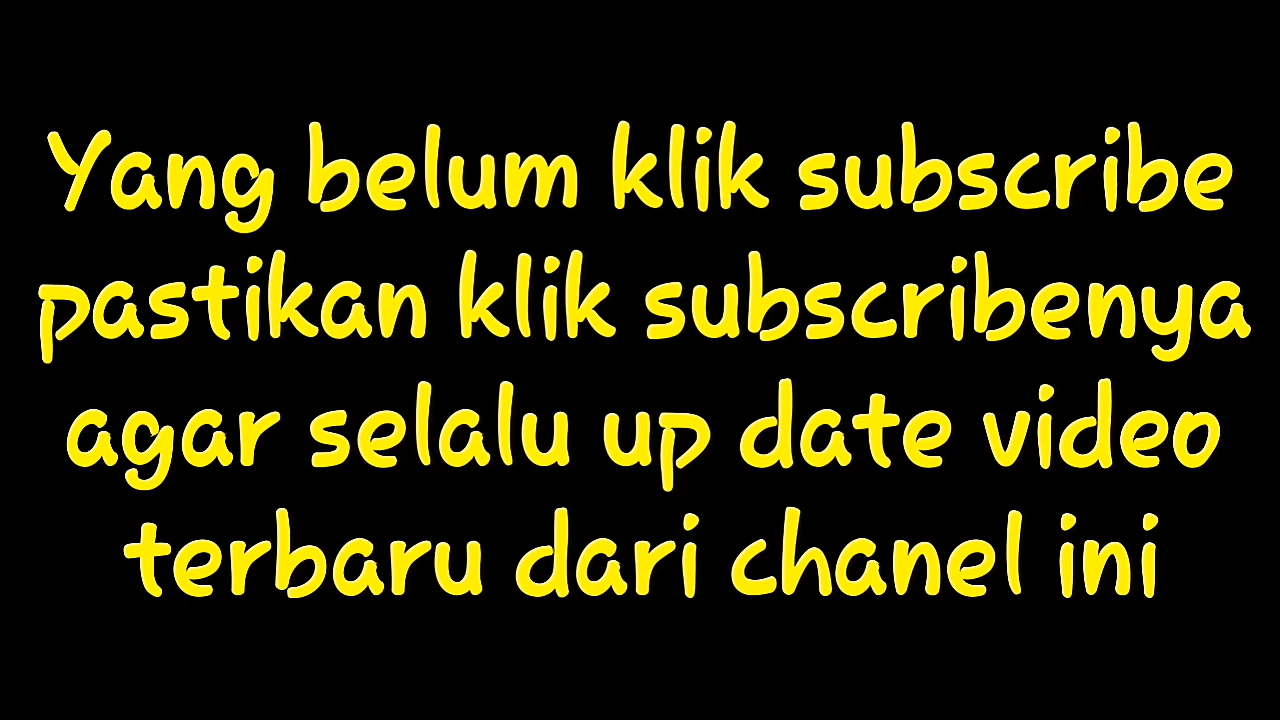 Yang belum klik subscribe
pastikan klik subscribenya
agar selalu up date video
terbaru dari chanel ini